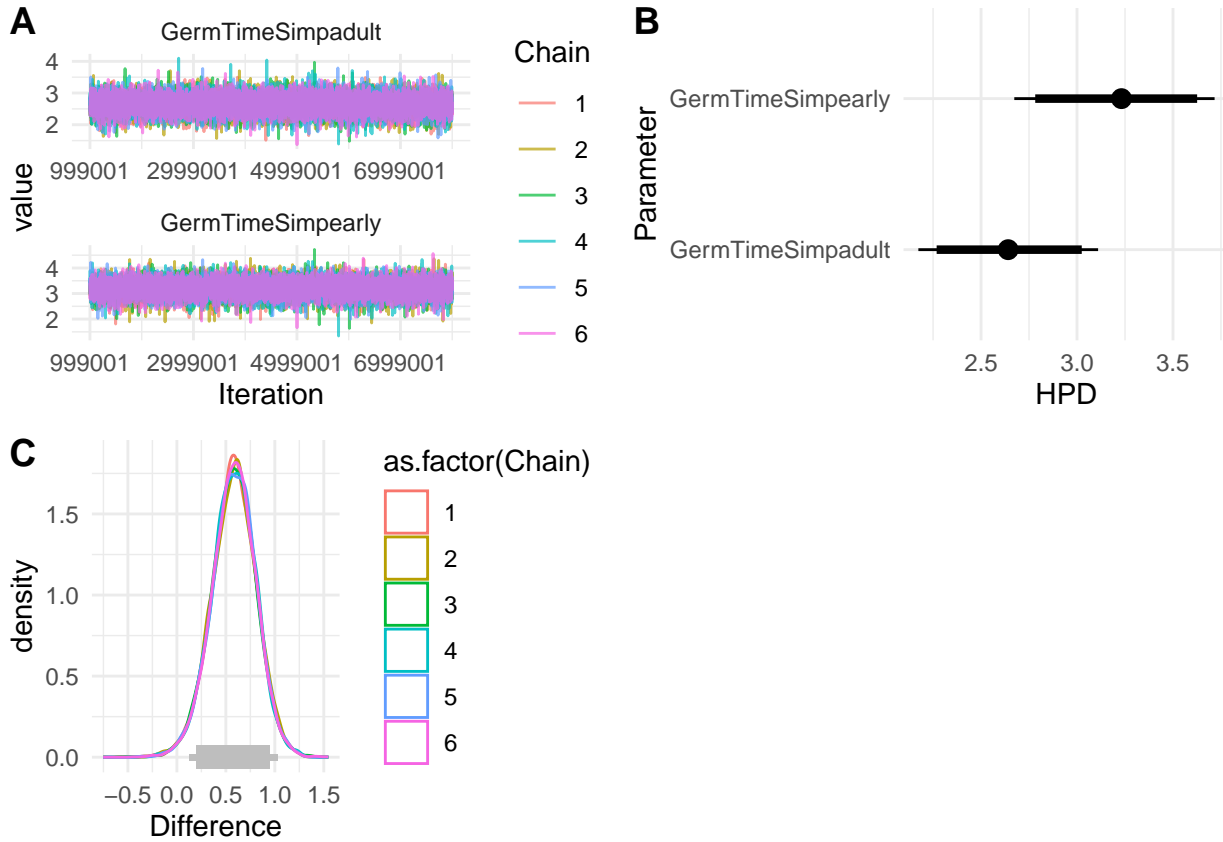 A
GermTimeSimpadult
4
3
2
999001 2999001 4999001 6999001
GermTimeSimpearly
4
3
2
999001 2999001 4999001 6999001
value
Iteration
Chain
1
2
3
4
5
6
B
Parameter
GermTimeSimpearly
GermTimeSimpadult
2.5 3.0 3.5
HPD
C
density
1.5
1.0
0.5
0.0
−0.5 0.0 0.5 1.0 1.5
Difference
as.factor(Chain)
1
2
3
4
5
6